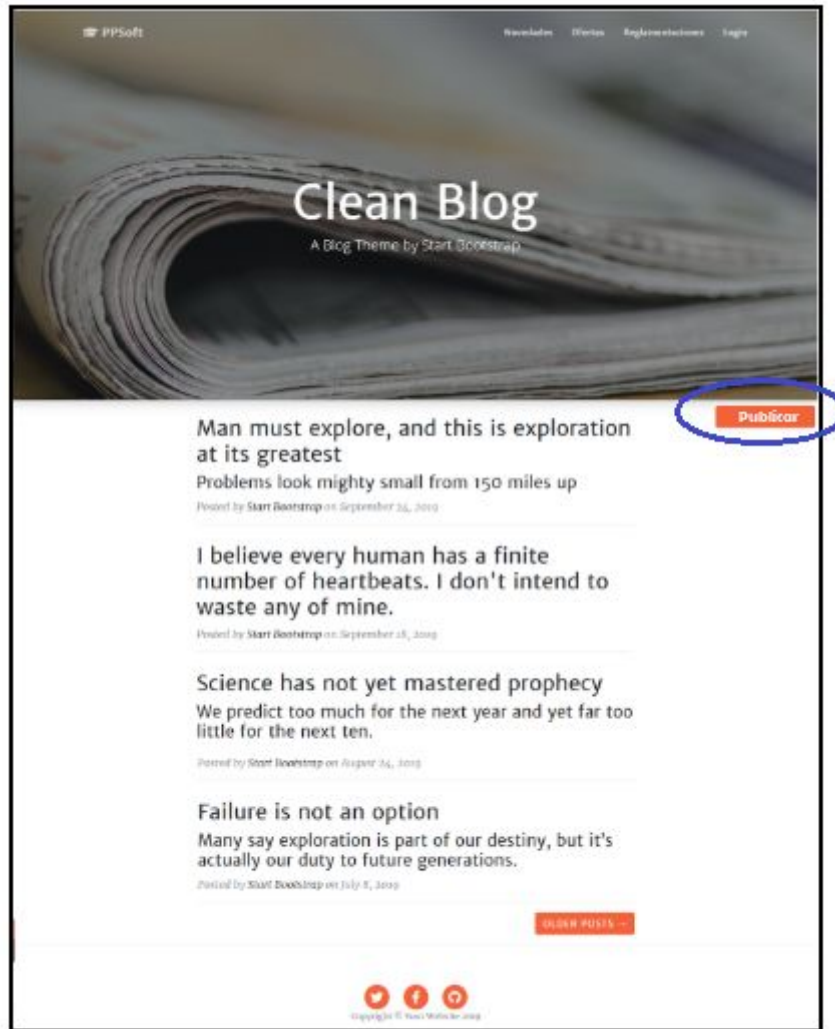 PPSoft
Novedades Ofertas Reglamentaciones Login
Clean Blog
A Blog Theme by Start Bootstrap
Publicar
Man must explore, and this is exploration
at its greatest
Problems look mighty small from 150 miles up
Posted by Start Bootstrap on September 24, 2019
I believe every human has a finite
number of heartbeats. I don't intend to
waste any of mine.
Posted by Start Bootstrap on September 18, 2019
Science has not yet mastered prophecy
We predict too much for the next year and yet far too
little for the next ten.
Posted by Start Bootstrap on August 24, 2019
Failure is not an option
Many say exploration is part of our destiny, but it's
actually our duty to future generations.
Posted by Start Bootstrap on July 8, 2019
OLDER POSTS →
Copyright © Your Website 2019